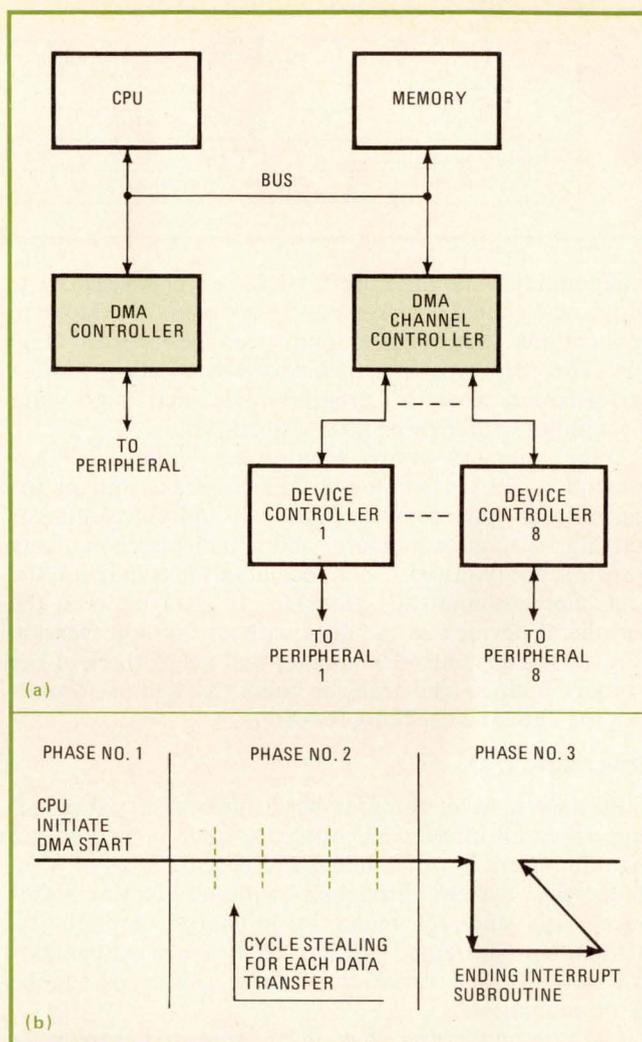 CPU
MEMORY
BUS
DMA
CONTROLLER
DMA
CHANNEL
CONTROLLER
TO
PERIPHERAL
DEVICE
CONTROLLER
1
DEVICE
CONTROLLER
8
TO
PERIPHERAL
1
TO
PERIPHERAL
8
(a)
PHASE NO. 1
PHASE NO. 2
PHASE NO. 3
CPU
INITIATE
DMA START
CYCLE STEALING
FOR EACH DATA
TRANSFER
ENDING INTERRUPT
SUBROUTINE
(b)